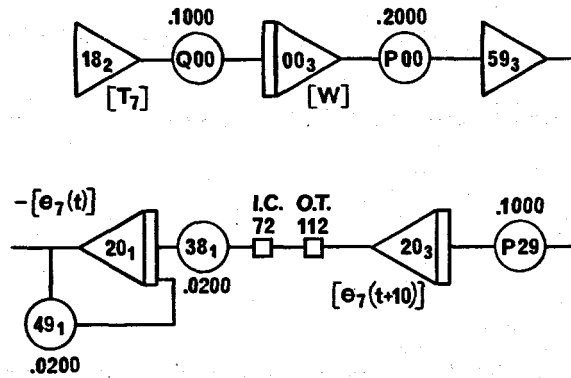 .1000 .2000
18₂ Q00 00₃ P00 59₃
[T₇] [W]
-[e₇(t)] I.C. O.T. .1000
72 112
20₁ 38₁ 20₃ P29
.0200 [Θ₇(t+10)]
49₁
.0200